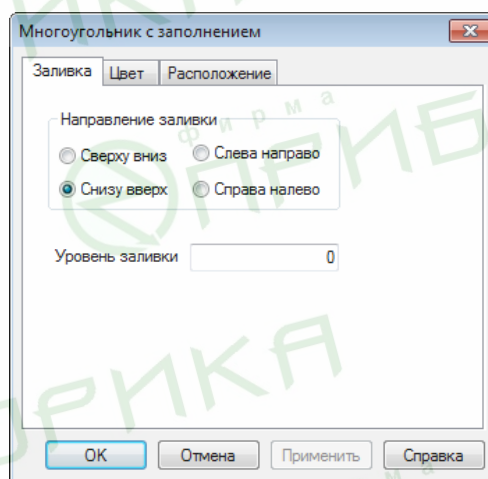 Многоугольник с заполнением
Заливка Цвет Расположение
Направление заливки
Сверху вниз Слева направо
Снизу вверх Справа налево
Уровень заливки 0
OK Отмена Применить Справка
фирма